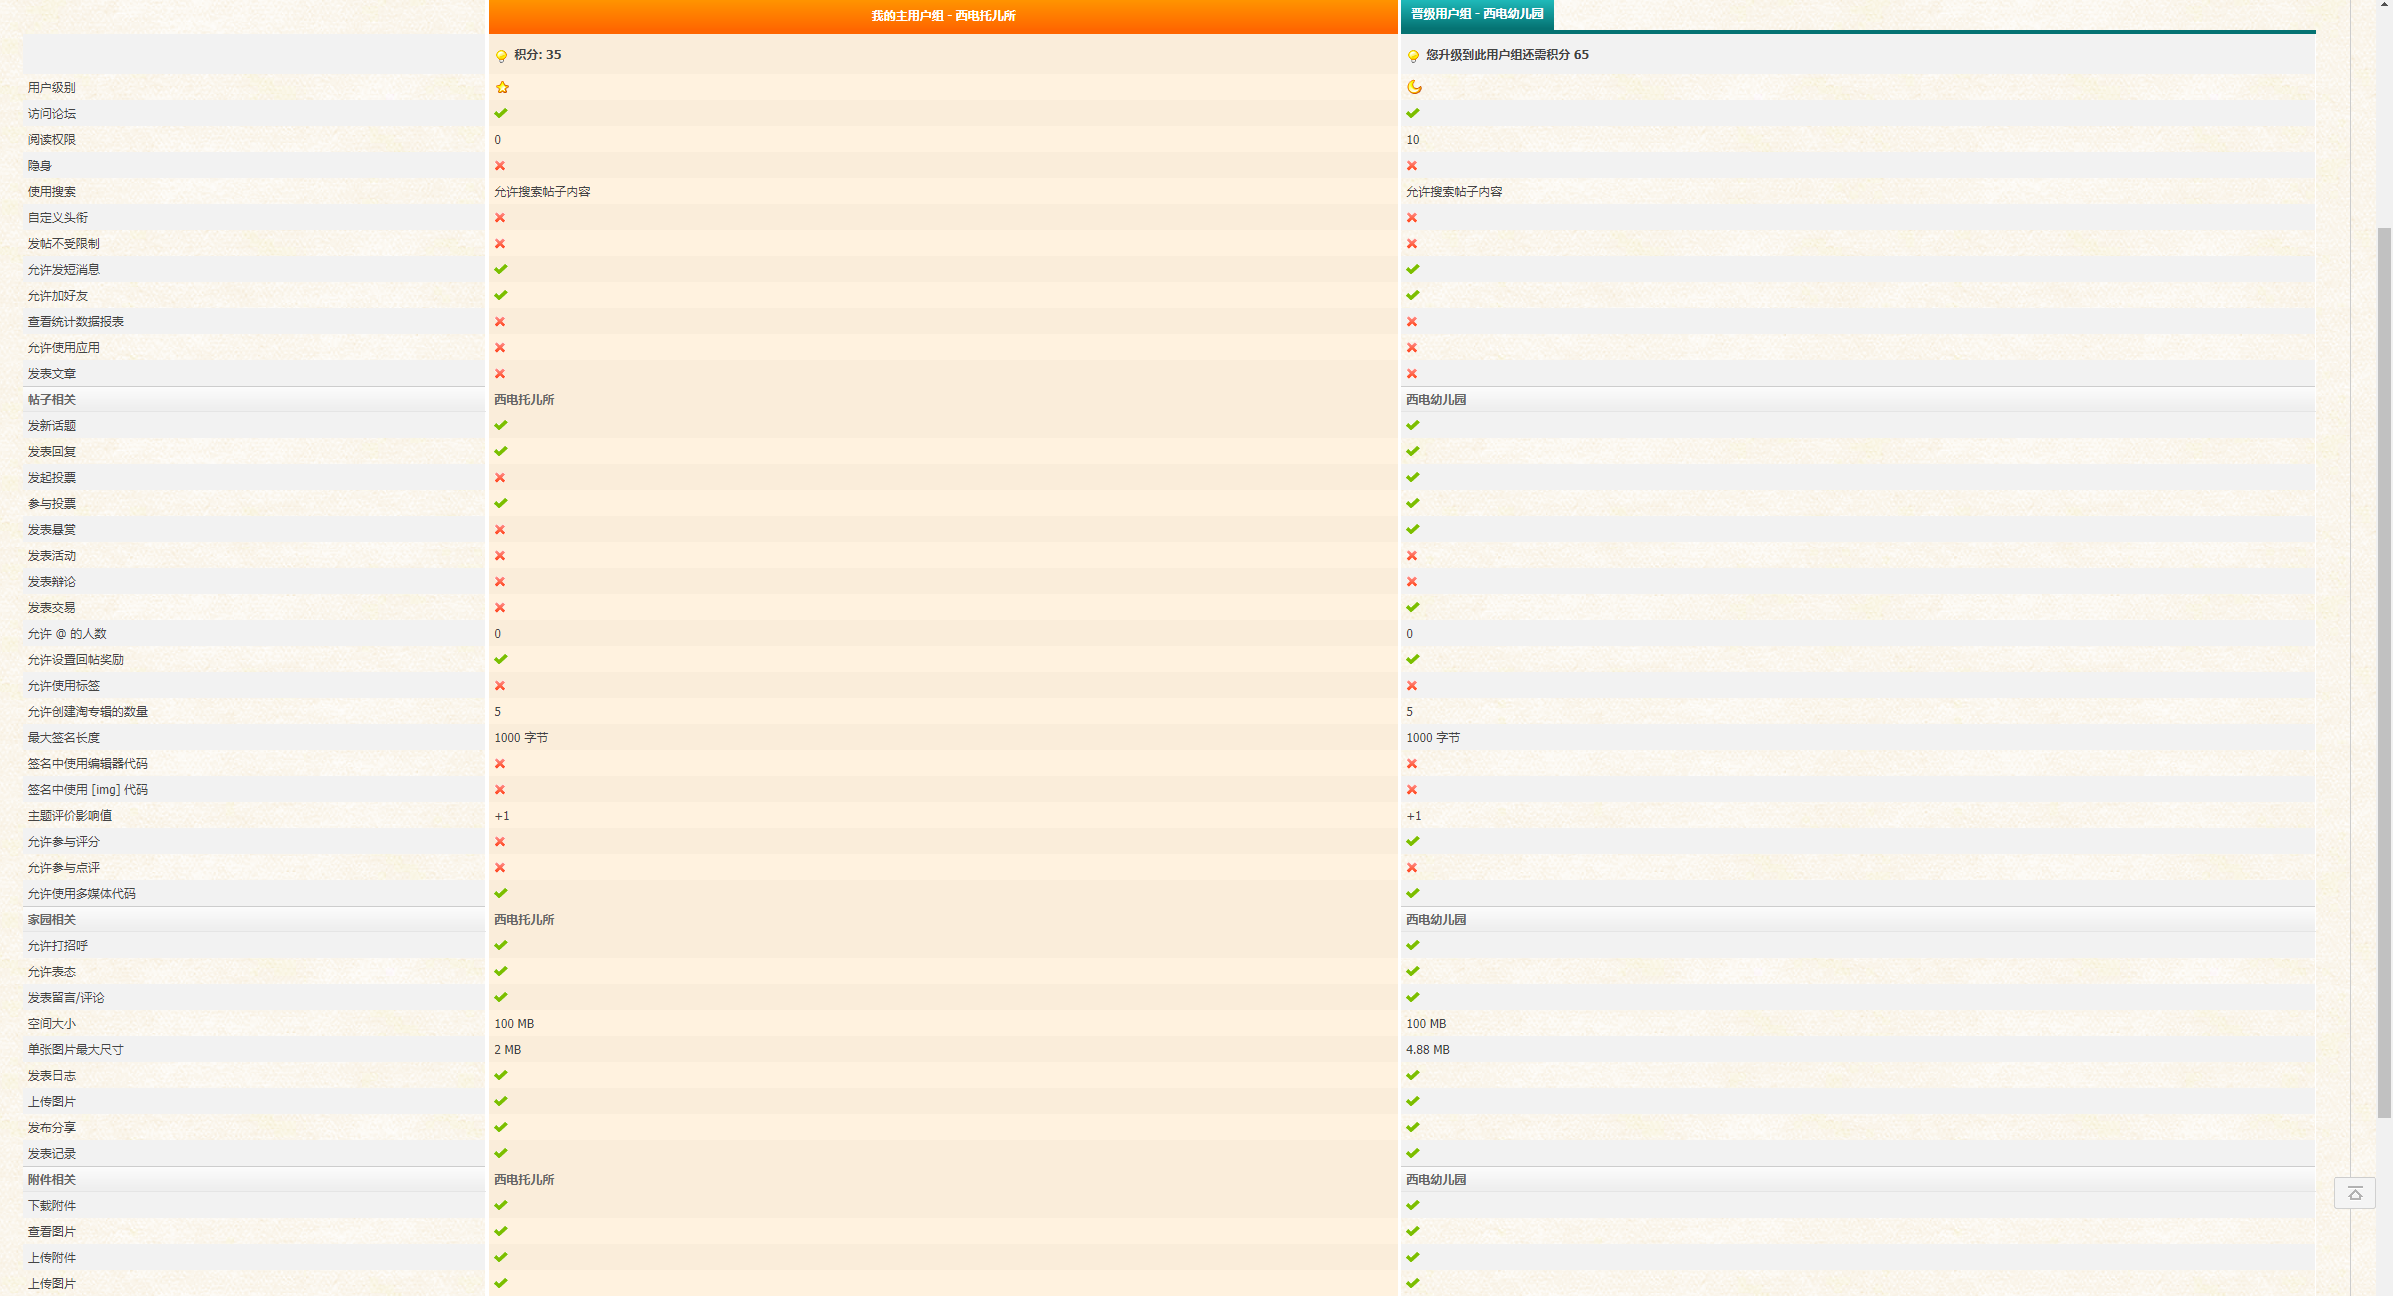 我的主用户组 - 西电托儿所 晋级用户组 - 西电幼儿园
积分: 35 您升级到此用户组还需积分 65
用户级别
访问论坛
阅读权限 0 10
隐身
使用搜索 允许搜索帖子内容 允许搜索帖子内容
自定义头衔
发帖不受限制
允许发短消息
允许加好友
查看统计数据报表
允许使用应用
发表文章
帖子相关 西电托儿所 西电幼儿园
发新话题
发表回复
发起投票
参与投票
发表悬赏
发表活动
发表辩论
发表交易
允许 @ 的人数 0 0
允许设置回帖奖励
允许使用标签
允许创建淘专辑的数量 5 5
最大签名长度 1000 字节 1000 字节
签名中使用编辑器代码
签名中使用 [img] 代码
主题评价影响值 +1 +1
允许参与评分
允许参与点评
允许使用多媒体代码
家园相关 西电托儿所 西电幼儿园
允许打招呼
允许表态
发表留言/评论
空间大小 100 MB 100 MB
单张图片最大尺寸 2 MB 4.88 MB
发表日志
上传图片
发布分享
发表记录
附件相关 西电托儿所 西电幼儿园
下载附件
查看图片
上传附件
上传图片